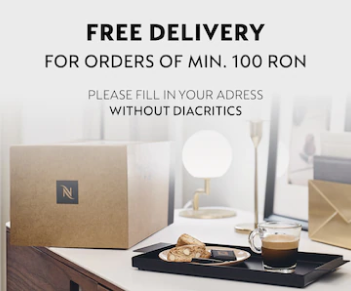 FREE DELIVERY
FOR ORDERS OF MIN. 100 RON
PLEASE FILL IN YOUR ADRESS
WITHOUT DIACRITICS